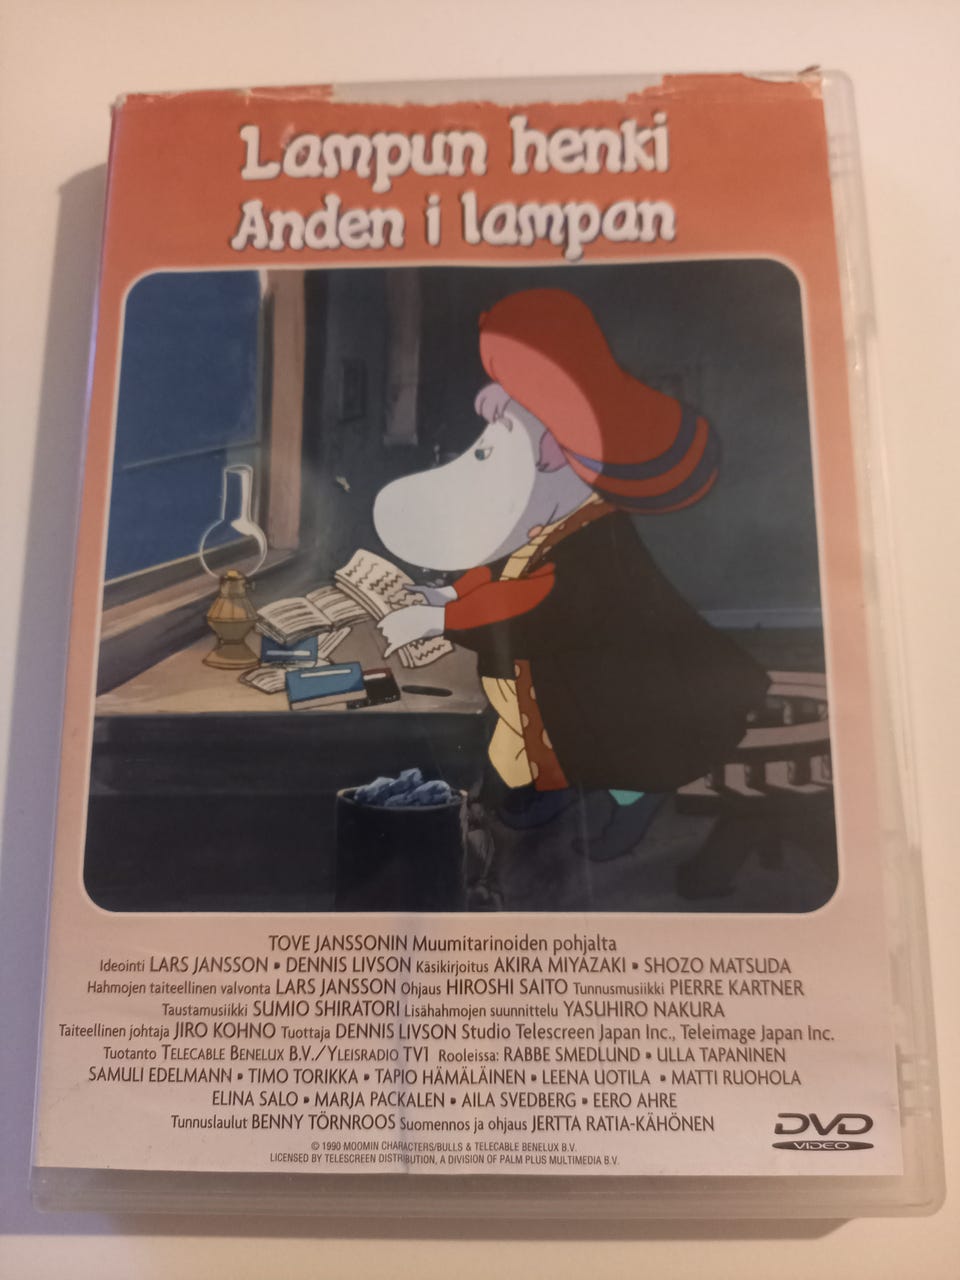 Lampun henki
Anden i lampan
TOVE JANSSONIN Muumitarinoiden pohjalta
Ideointi LARS JANSSON • DENNIS LIVSON Käsikirjoitus AKIRA MIYAZAKI • SHOZO MATSUDA
Hahmojen taiteellinen valvonta LARS JANSSON Ohjaus HIROSHI SAITO Tunnusmusiikki PIERRE KARTNER
Taustamusiikki SUMIO SHIRATORI Lisähahmojen suunnittelu YASUHIRO NAKURA
Taiteellinen johtaja JIRO KOHNO Tuottaja DENNIS LIVSON Studio Telescreen Japan Inc., Teleimage Japan Inc.
Tuotanto TELECABLE BENELUX B.V./YLEISRADIO TV1 Rooleissa: RABBE SMEDLUND • ULLA TAPANINEN
SAMULI EDELMANN • TIMO TORIKKA • TAPIO HÄMÄLÄINEN • LEENA UOTILA • MATTI RUOHOLA
ELINA SALO • MARJA PACKALEN • AILA SVEDBERG • EERO AHRE
Tunnuslaulut BENNY TÖRNROOS Suomennos ja ohjaus JERTTA RATIA-KÄHÖNEN
© 1990 MOOMIN CHARACTERS/BULLS & TELECABLE BENELUX B.V.
LICENSED BY TELESCREEN DISTRIBUTION, A DIVISION OF PALM PLUS MULTIMEDIA B.V.
DVD
VIDEO